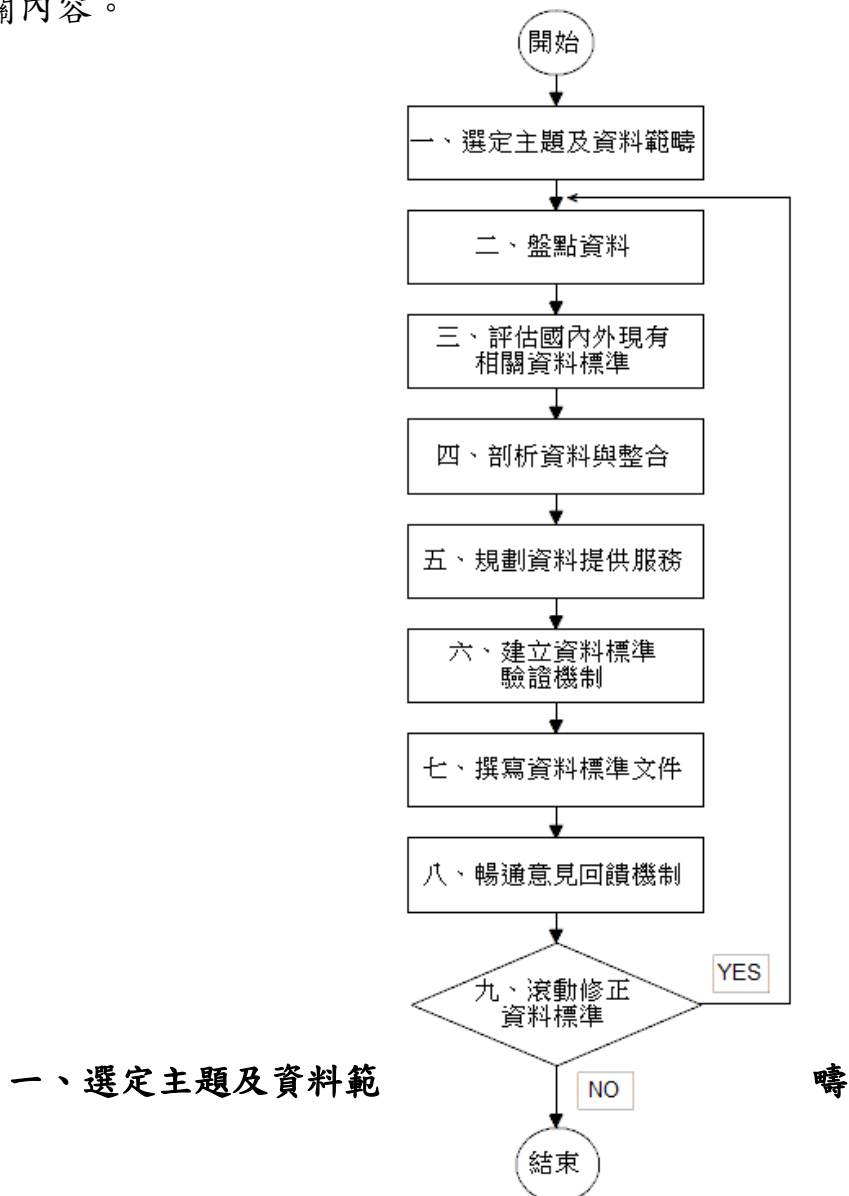 內容。
開始
一、選定主題及資料範疇
二、盤點資料
三、評估國內外現有
相關資料標準
四、剖析資料與整合
五、規劃資料提供服務
六、建立資料標準
驗證機制
七、撰寫資料標準文件
八、暢通意見回饋機制
九、滾動修正
資料標準
YES
一、選定主題及資料範 疇
NO
結束